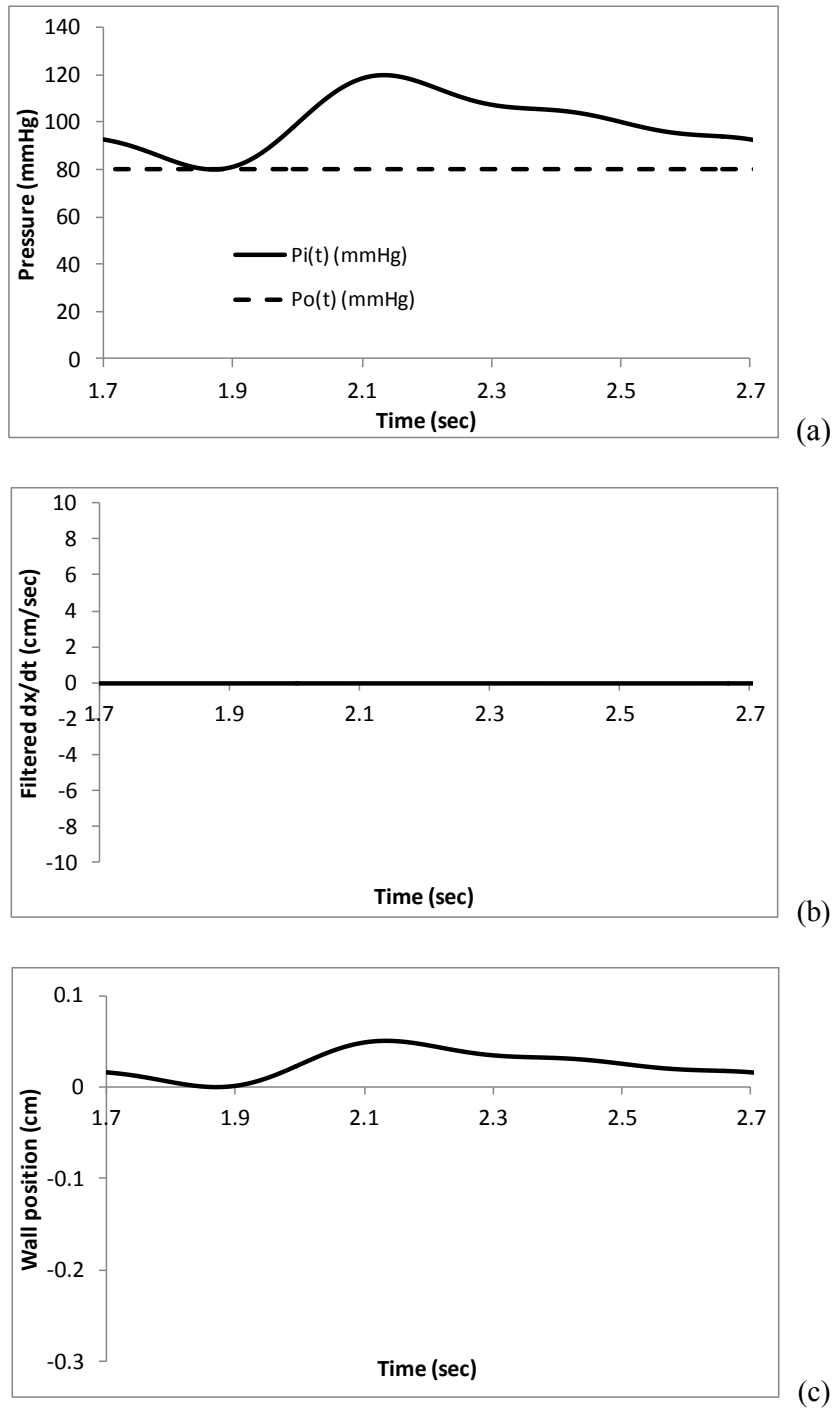 140
120
100
80
60
40
20
0
Pressure (mmHg)
Pi(t) (mmHg)
Po(t) (mmHg)
1.7 1.9 2.1 2.3 2.5 2.7
Time (sec)
(a)
10
8
6
4
2
0
-2
-4
-6
-8
-10
Filtered dx/dt (cm/sec)
1.7 1.9 2.1 2.3 2.5 2.7
Time (sec)
(b)
0.1
0
-0.1
-0.2
-0.3
Wall position (cm)
1.7 1.9 2.1 2.3 2.5 2.7
Time (sec)
(c)